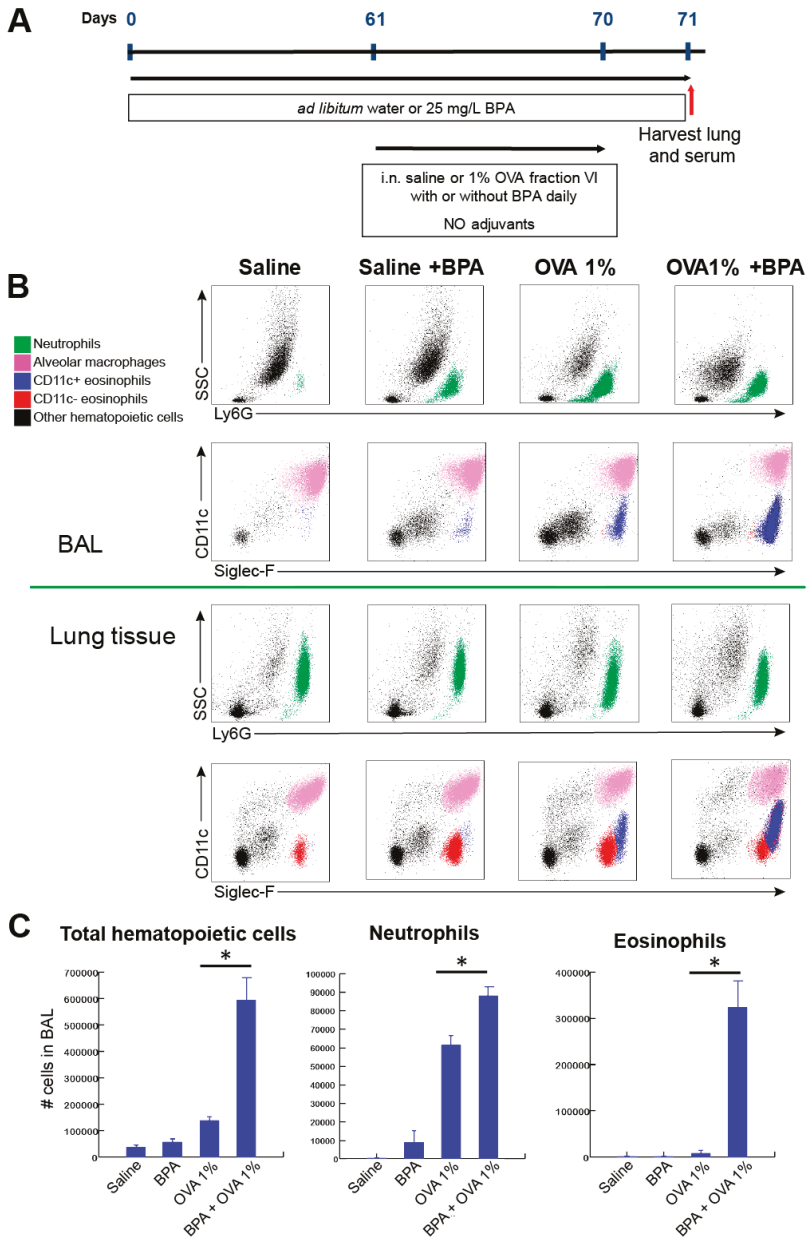 A
Days 0 61 70 71
ad libitum water or 25 mg/L BPA
Harvest lung
and serum
i.n. saline or 1% OVA fraction VI
with or without BPA daily
NO adjuvants
B
Saline Saline +BPA OVA 1% OVA1% +BPA
Neutrophils
Alveolar macrophages
CD11c+ eosinophils
CD11c- eosinophils
Other hematopoietic cells
SSC
Ly6G
CD11c
Siglec-F
BAL
Lung tissue
SSC
Ly6G
CD11c
Siglec-F
C
Total hematopoietic cells
*
# cells in BAL
700000
600000
500000
400000
300000
200000
100000
0
Saline
BPA
OVA 1%
BPA + OVA 1%
Neutrophils
*
100000
90000
80000
70000
60000
50000
40000
30000
20000
10000
0
Saline
BPA
OVA 1%
BPA + OVA 1%
Eosinophils
*
400000
300000
200000
100000
0
Saline
BPA
OVA 1%
BPA + OVA 1%